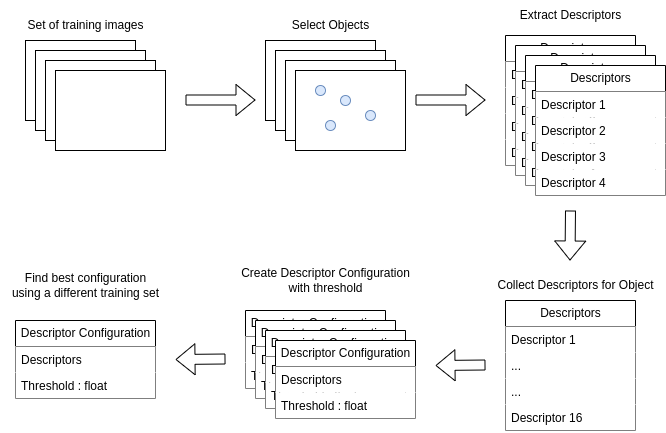 Set of training images
Select Objects
Extract Descriptors
Descriptors
Descriptor 1
Descriptor 2
Descriptor 3
Descriptor 4
Collect Descriptors for Object
Descriptors
Descriptor 1
...
...
Descriptor 16
Create Descriptor Configuration
with threshold
Descriptor Configuration
Descriptors
Threshold : float
Find best configuration
using a different training set
Descriptor Configuration
Descriptors
Threshold : float